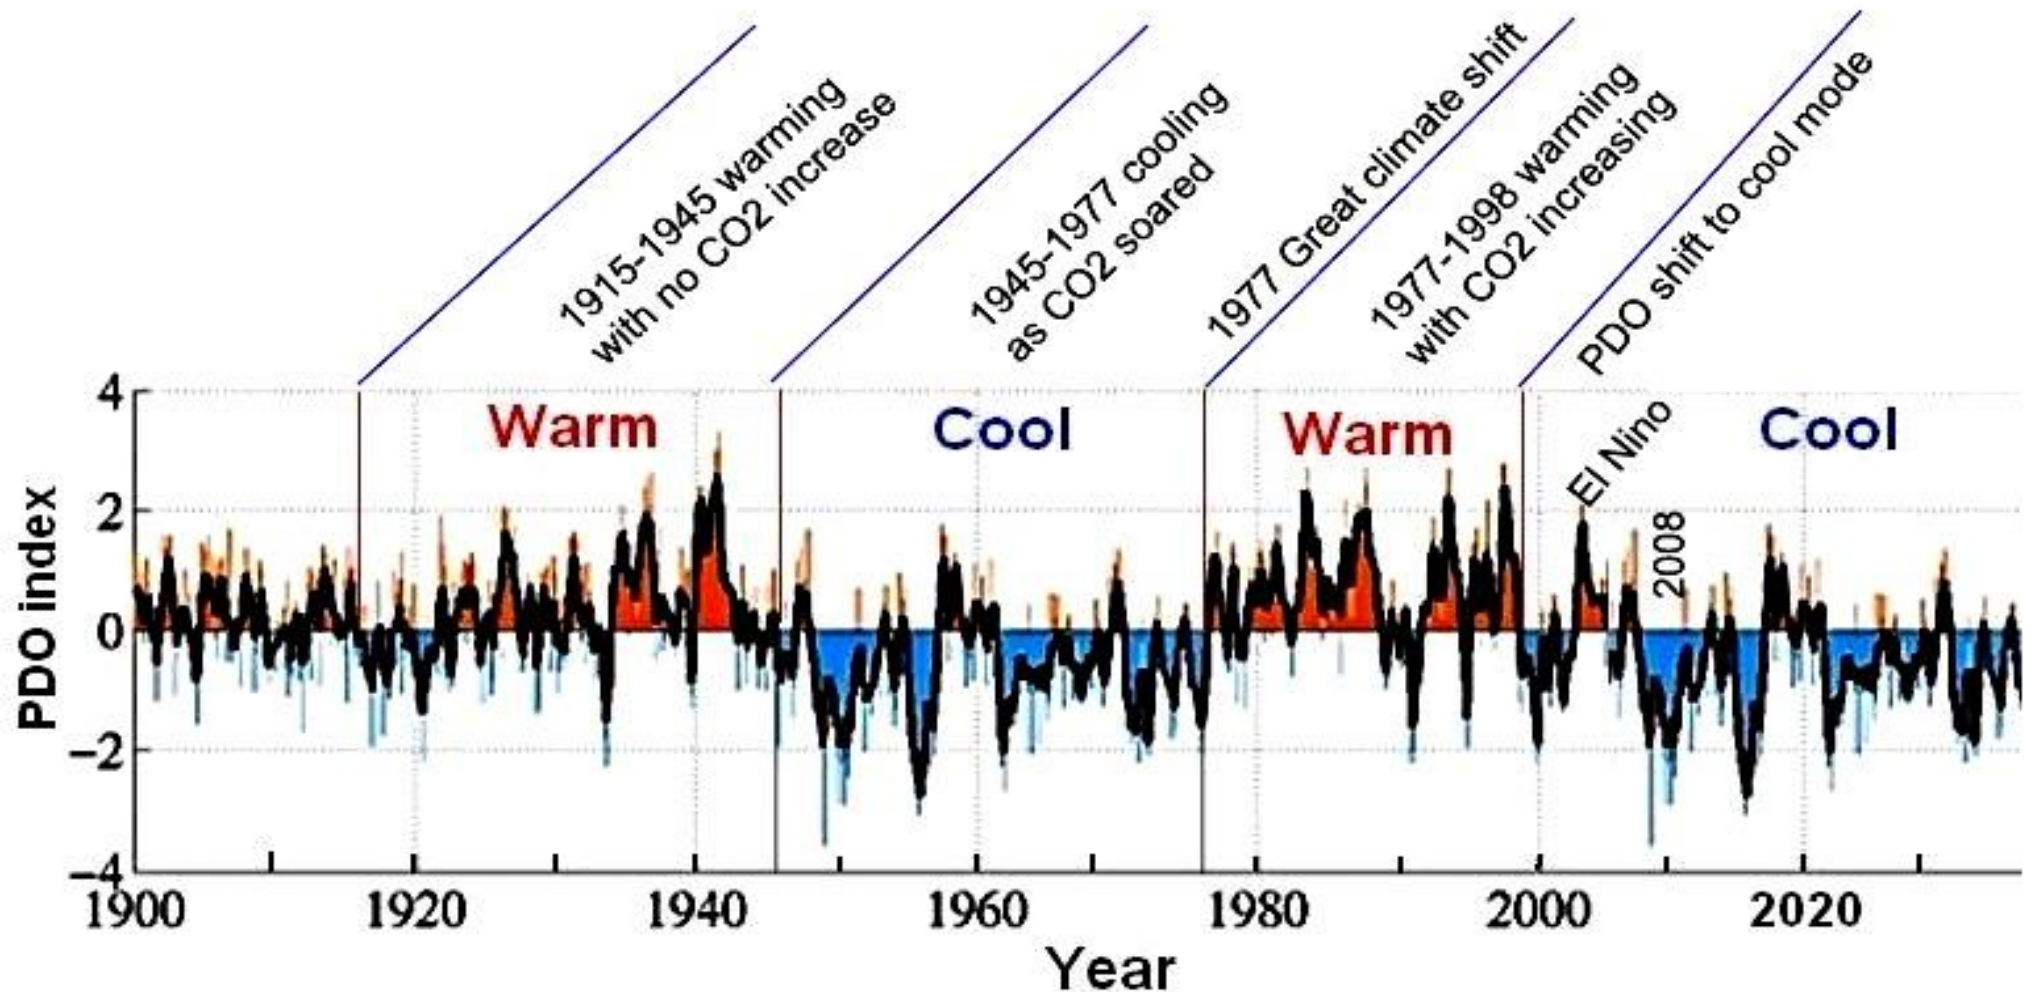 1915-1945 warming
with no CO2 increase
1945-1977 cooling
as CO2 soared
1977 Great climate shift
1977-1998 warming
with CO2 increasing
PDO shift to cool mode
4
2
0
−2
−4
PDO index
Warm
Cool
Warm
El Nino
2008
Cool
1900
1920
1940
1960
1980
2000
2020
Year